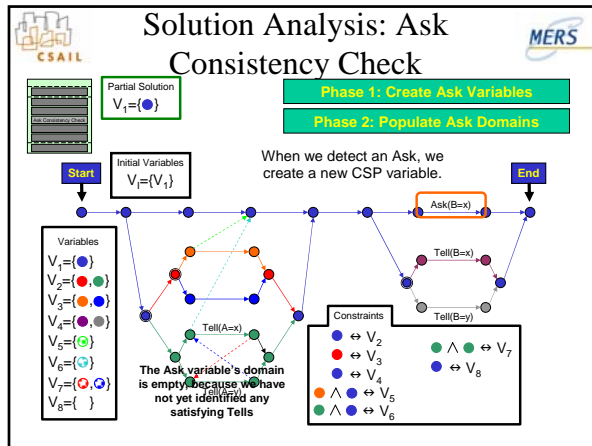 Solution Analysis: Ask
Consistency Check
CSAIL
MERS
Ask Consistency Check
Partial Solution
V1={ }
Phase 1: Create Ask Variables
Phase 2: Populate Ask Domains
When we detect an Ask, we
create a new CSP variable.
Start
Initial Variables
VI={V1}
End
Ask(B=x)
Variables
V1={ }
V2={ , }
V3={ , }
V4={ , }
V5={ }
V6={ }
V7={ , }
V8={ }
Tell(B=x)
Tell(B=y)
Tell(A=x)
Tell(A=y)
The Ask variable's domain
is empty, because we have
not yet identified any
satisfying Tells
Constraints
↔ V2
↔ V3
↔ V4
∧ ↔ V5
∧ ↔ V6
∧ ↔ V7
↔ V8